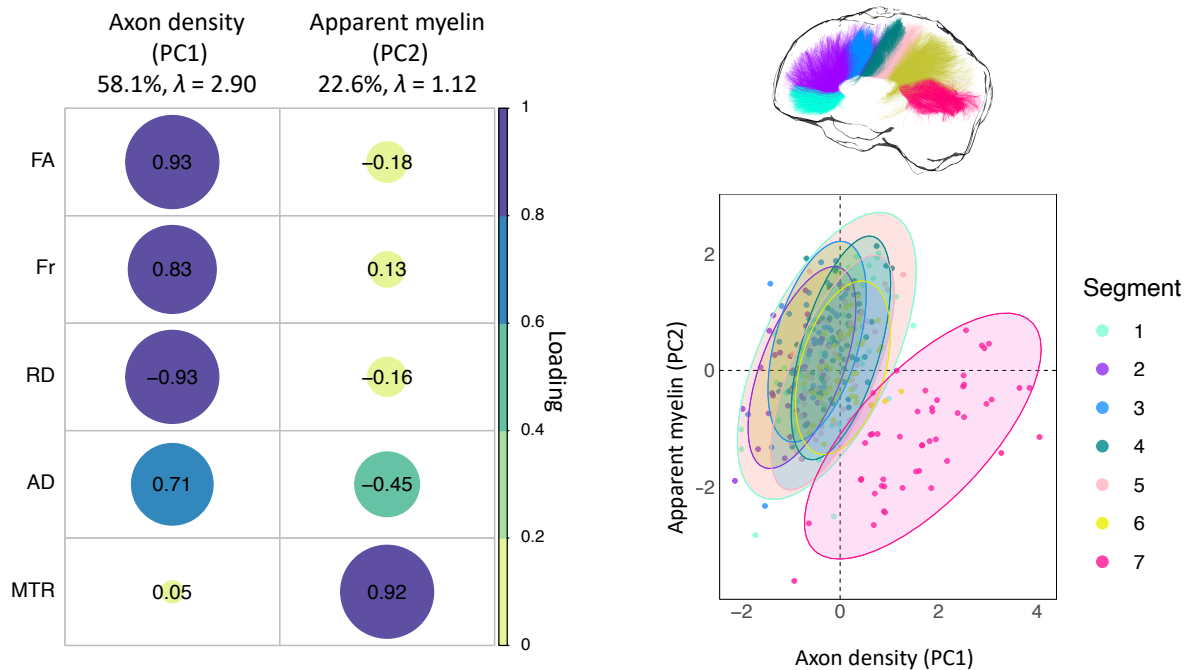 Axon density
(PC1)
58.1%, λ = 2.90
Apparent myelin
(PC2)
22.6%, λ = 1.12
FA
0.93
−0.18
Fr
0.83
0.13
RD
−0.93
−0.16
AD
0.71
−0.45
MTR
0.05
0.92
1
0.8
0.6
0.4
0.2
0
Loading
Apparent myelin (PC2)
2
0
−2
−2
0
2
4
Axon density (PC1)
Segment
1
2
3
4
5
6
7